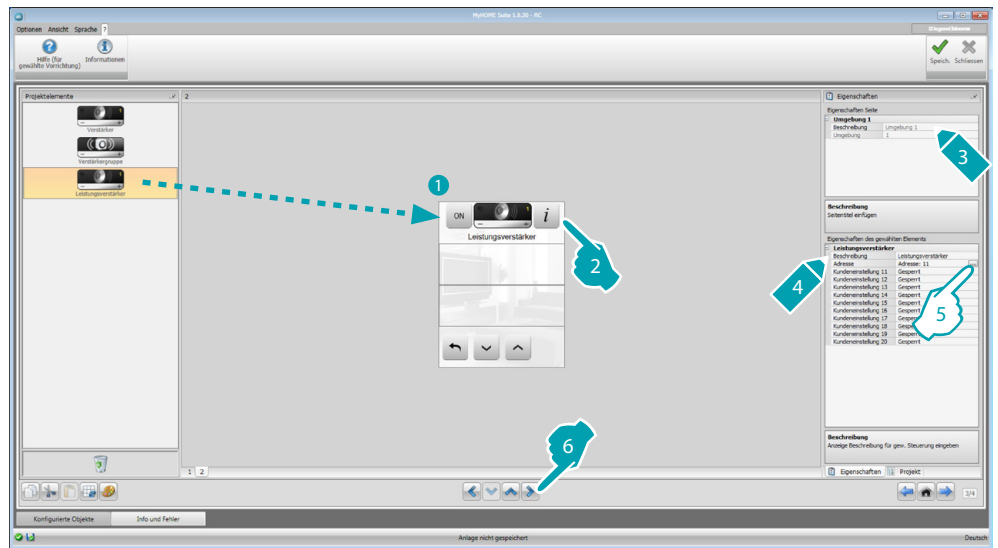 MyHOME Suite 1.0.20 - RC
Optionen Ansicht Sprache ?
Hilfe (für gewählte Vorrichtung)
Informationen
Speich. Schliessen
Projektelemente
Verstärker
Verstärkergruppe
Leistungsverstärker
2
1
ON
1
i
Leistungsverstärker
2
1 2
6
Eigenschaften
Eigenschaften Seite
Umgebung 1
Beschreibung Umgebung 1
Umgebung 1
3
Beschreibung
Seitentitel einfügen
Eigenschaften des gewählten Elements
Leistungsverstärker
Beschreibung Leistungsverstärker
Adresse Adresse: 11 ...
Kundeneinstellung 11 Gesperrt
Kundeneinstellung 12 Gesperrt
Kundeneinstellung 13 Gesperrt
Kundeneinstellung 14 Gesperrt
Kundeneinstellung 15 Gesperrt
Kundeneinstellung 16 Gesperrt
Kundeneinstellung 17 Gesperrt
Kundeneinstellung 18 Gesperrt
Kundeneinstellung 19 Gesperrt
Kundeneinstellung 20 Gesperrt
4
5
Beschreibung
Anzeige Beschreibung für gew. Steuerung eingeben
Eigenschaften Projekt
3/4
Konfigurierte Objekte Info und Fehler
Anlage nicht gespeichert
Deutsch